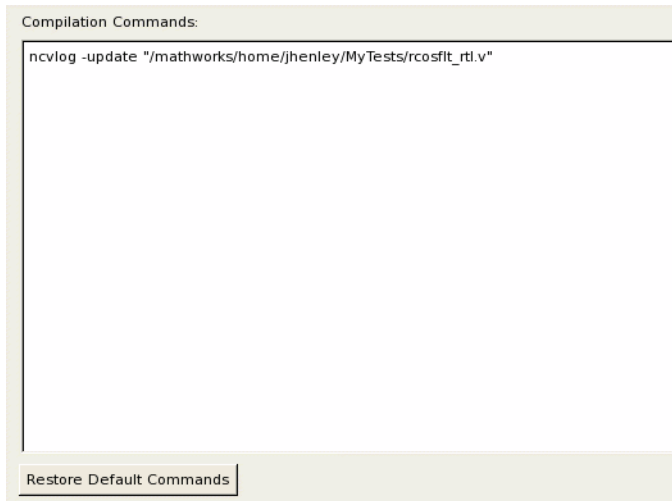 Compilation Commands:
ncvlog -update "/mathworks/home/jhenley/MyTests/rcosflt_rtl.v"
Restore Default Commands